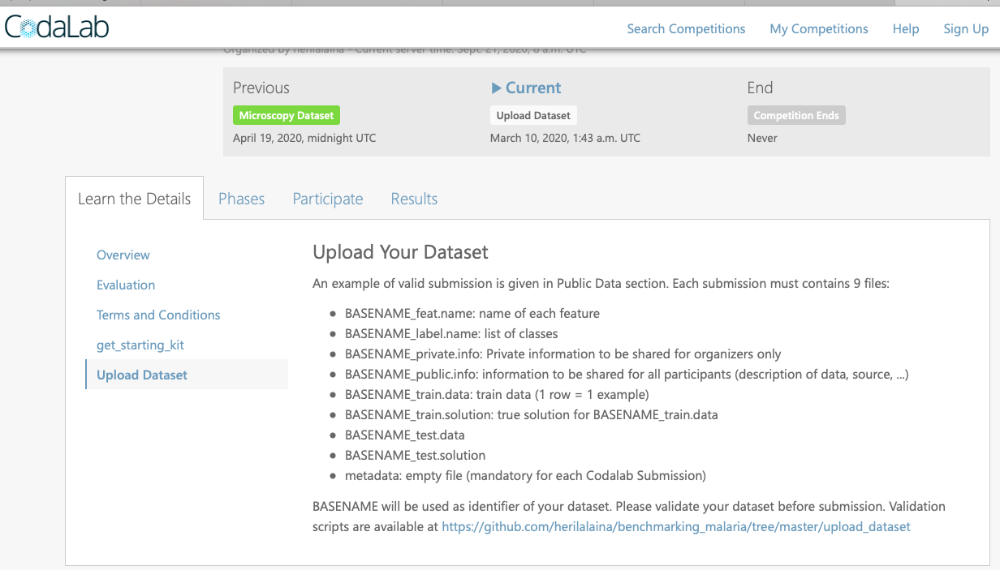 CodaLab
Search Competitions My Competitions Help Sign Up
Organized by herilalaina - Current server time: Sept. 21, 2020, 8 a.m. UTC
Previous
Microscopy Dataset
April 19, 2020, midnight UTC
Current
Upload Dataset
March 10, 2020, 1:43 a.m. UTC
End
Competition Ends
Never
Learn the Details Phases Participate Results
Overview
Evaluation
Terms and Conditions
get_starting_kit
Upload Dataset
Upload Your Dataset
An example of valid submission is given in Public Data section. Each submission must contains 9 files:
BASENAME_feat.name: name of each feature
BASENAME_label.name: list of classes
BASENAME_private.info: Private information to be shared for organizers only
BASENAME_public.info: information to be shared for all participants (description of data, source, ...)
BASENAME_train.data: train data (1 row = 1 example)
BASENAME_train.solution: true solution for BASENAME_train.data
BASENAME_test.data
BASENAME_test.solution
metadata: empty file (mandatory for each Codalab Submission)
BASENAME will be used as identifier of your dataset. Please validate your dataset before submission. Validation
scripts are available at https://github.com/herilalaina/benchmarking_malaria/tree/master/upload_dataset